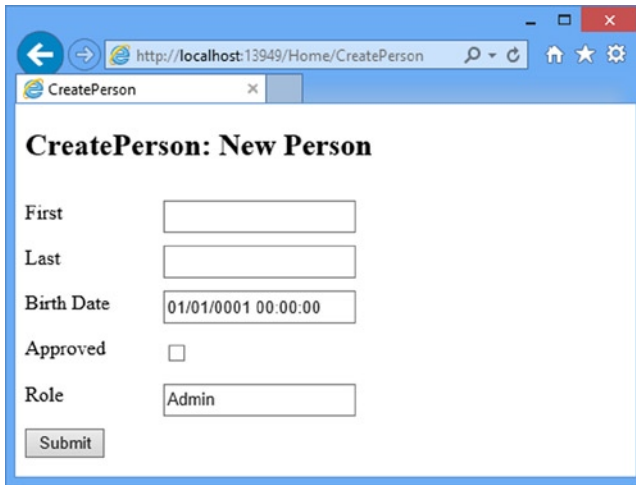 http://localhost:13949/Home/CreatePerson
CreatePerson
CreatePerson: New Person
First
Last
Birth Date 01/01/0001 00:00:00
Approved
Role Admin
Submit